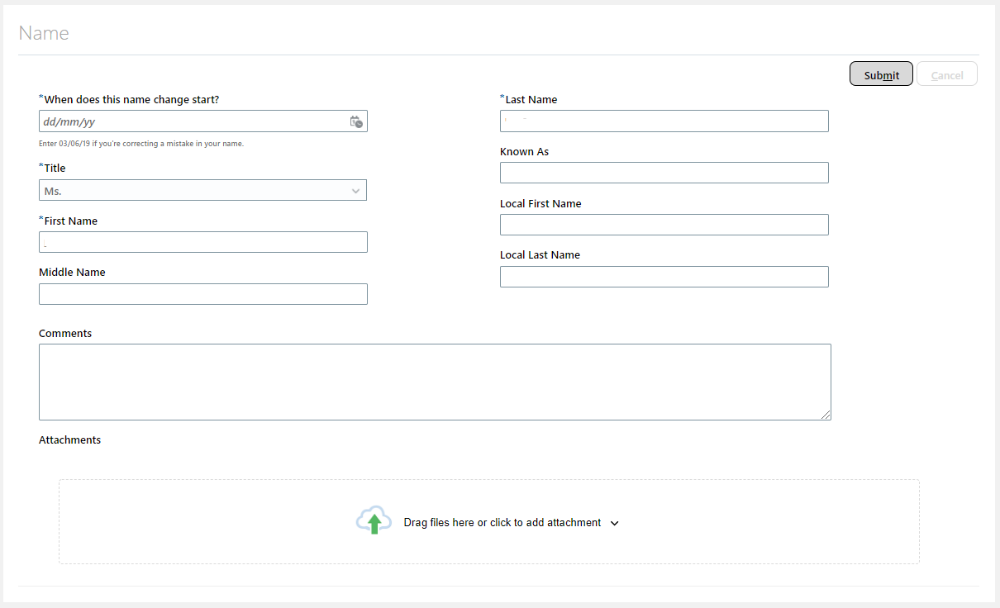 Name
Submit
Cancel
*When does this name change start?
dd/mm/yy
Enter 03/06/19 if you're correcting a mistake in your name.
*Title
Ms.
*First Name
Middle Name
*Last Name
Known As
Local First Name
Local Last Name
Comments
Attachments
Drag files here or click to add attachment